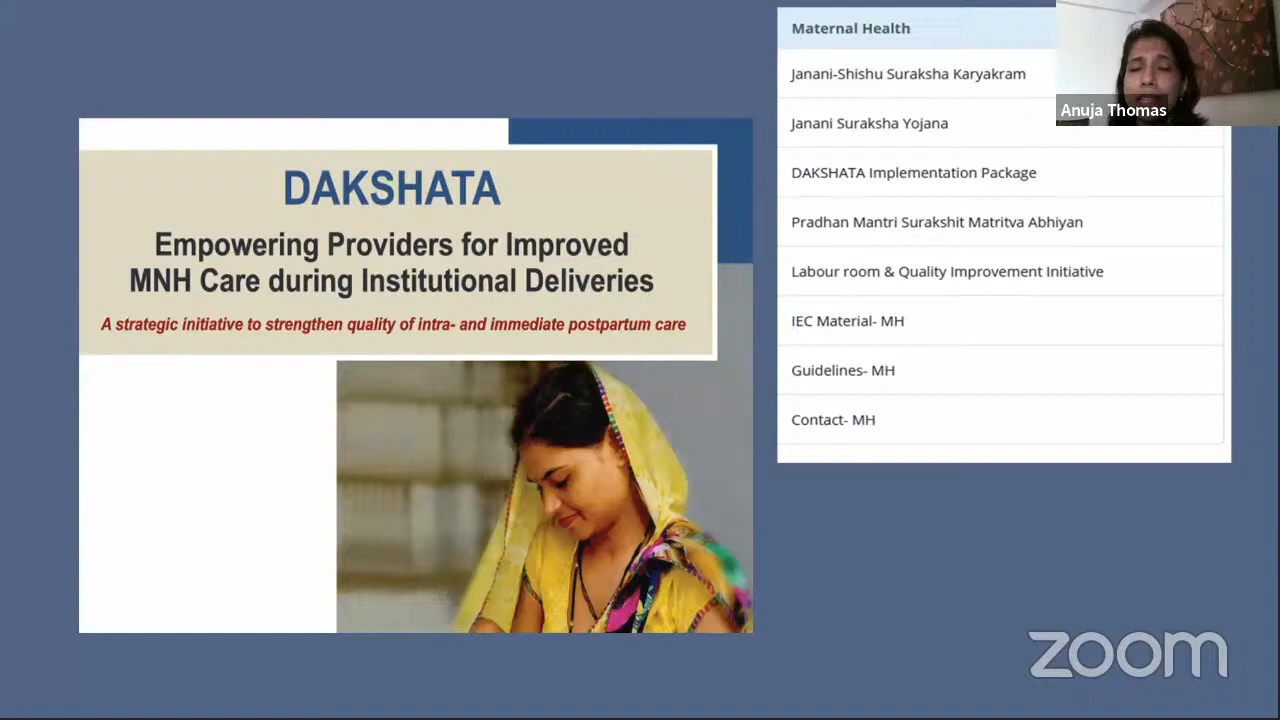 DAKSHATA
Empowering Providers for Improved
MNH Care during Institutional Deliveries
A strategic initiative to strengthen quality of intra- and immediate postpartum care
Maternal Health
Janani-Shishu Suraksha Karyakram
Janani Suraksha Yojana
DAKSHATA Implementation Package
Pradhan Mantri Surakshit Matritva Abhiyan
Labour room & Quality Improvement Initiative
IEC Material- MH
Guidelines- MH
Contact- MH
Anuja Thomas
zoom